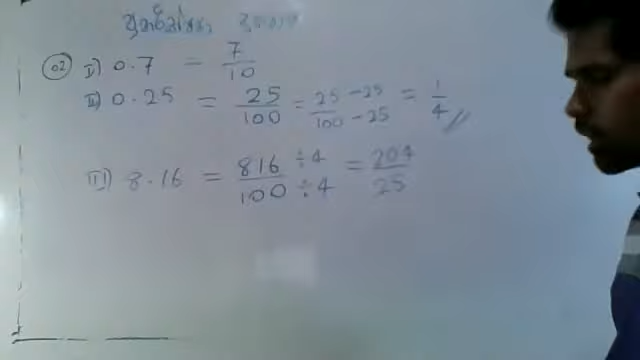 02 I) 0.7 = 7/10
II) 0.25 = 25/100 = 25 - 25/100 - 25 = 1/4 //
III) 8.16 = 816 ÷4/100 ÷4 = 204/25